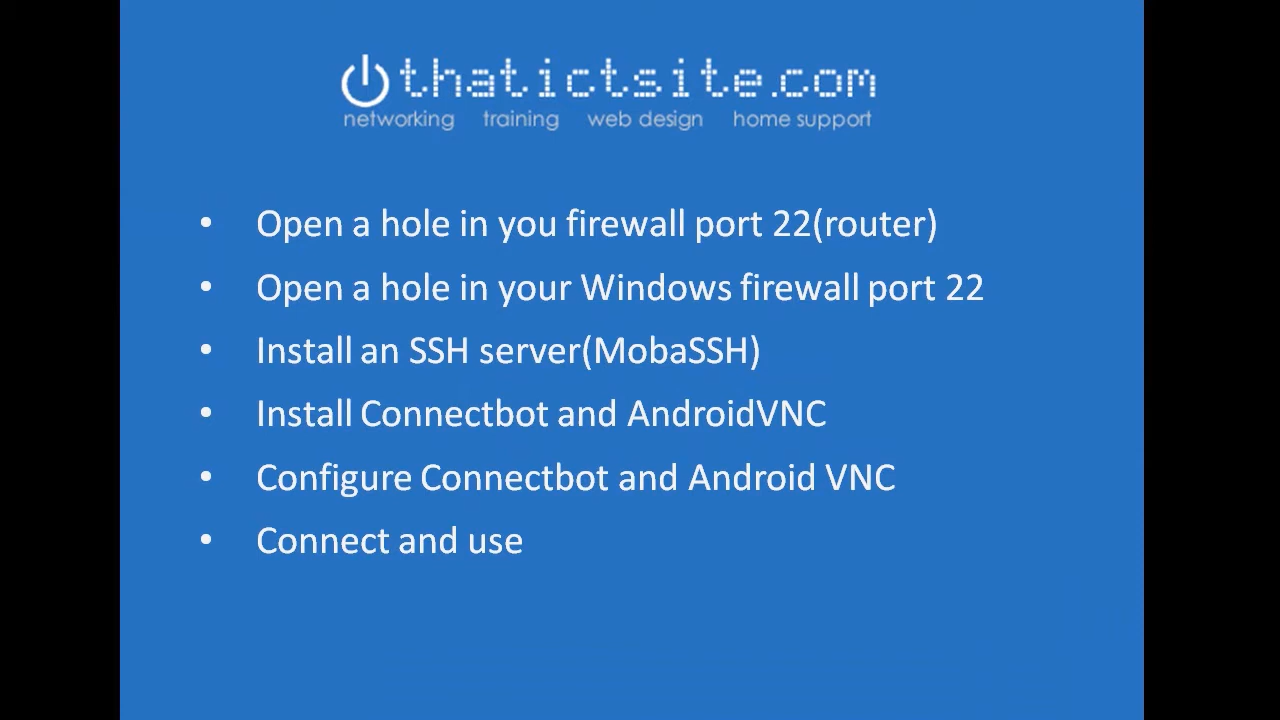 thatictsite.com
networking training web design home support
• Open a hole in you firewall port 22(router)
• Open a hole in your Windows firewall port 22
• Install an SSH server(MobaSSH)
• Install Connectbot and AndroidVNC
• Configure Connectbot and Android VNC
• Connect and use